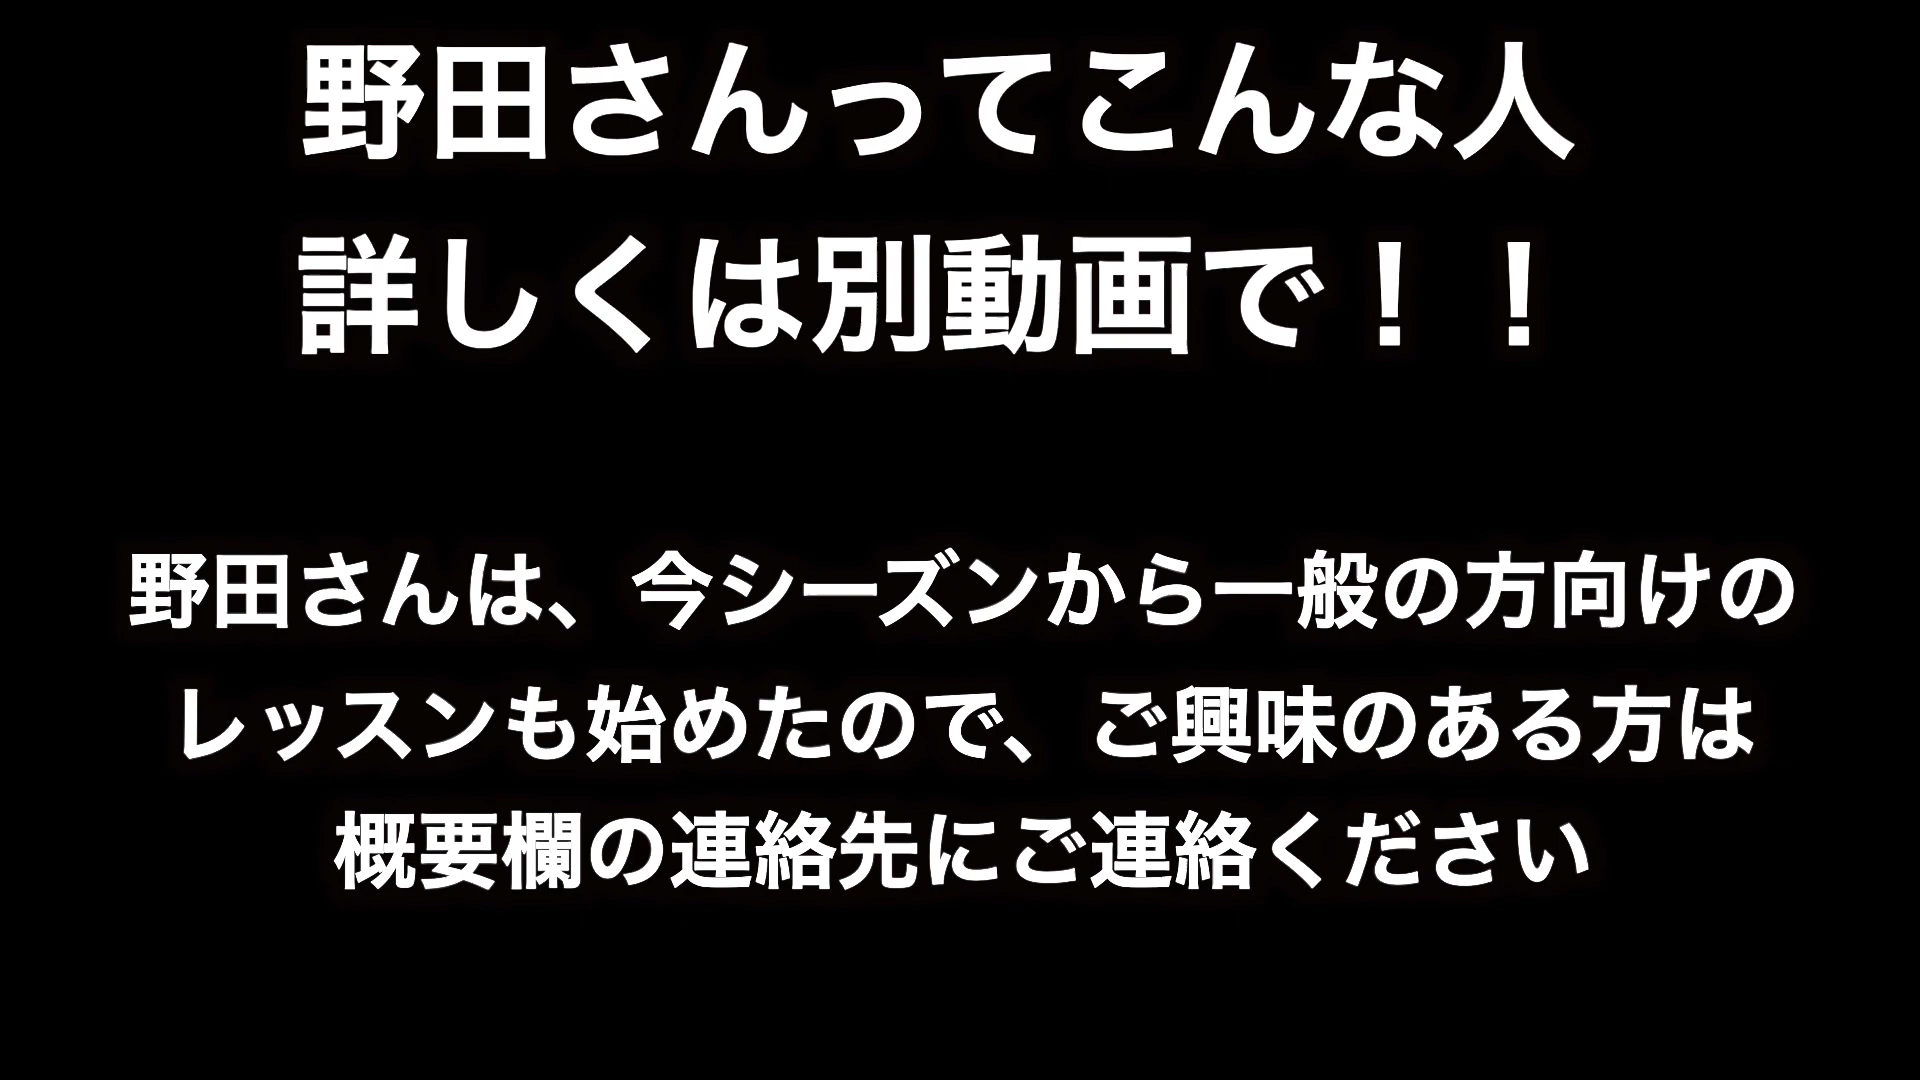 野田さんってこんな人
詳しくは別動画で！！
野田さんは、今シーズンから一般の方向けの
レッスンも始めたので、ご興味のある方は
概要欄の連絡先にご連絡ください